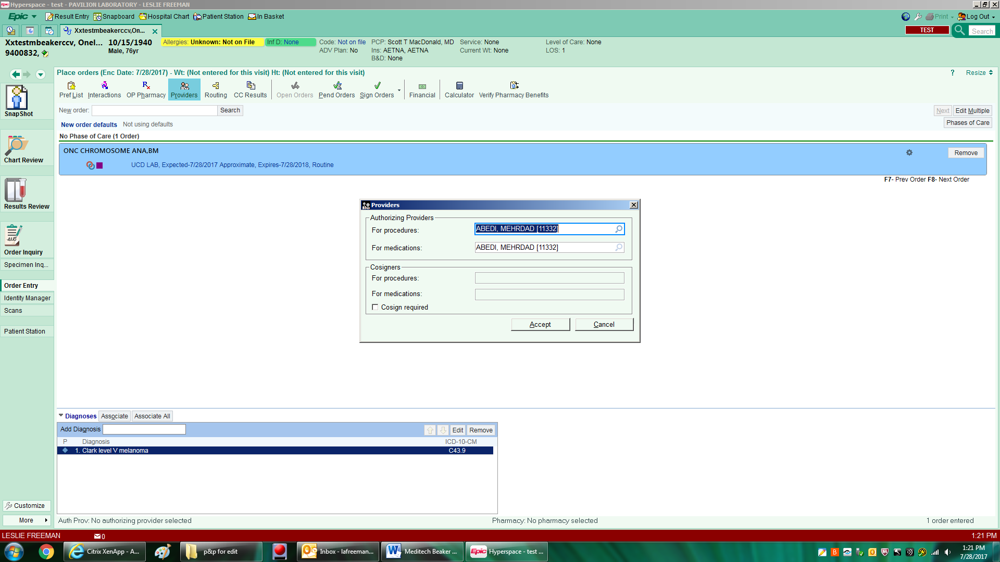 Hyperspace - test - PAVILION LABORATORY - LESLIE FREEMAN
Epic Result Entry Snapboard Hospital Chart Patient Station In Basket Print Log Out
Xxtestmbeakerccv,On... TEST Search
Xxtestmbeakerccv, Onel... 10/15/1940 Allergies: Unknown: Not on File Inf D: None Code: Not on file PCP: Scott T MacDonald, MD Service: None Level of Care: None
9400832, Male, 76yr ADV Plan: No Ins: AETNA, AETNA Current Wt: None LOS: 1
B&D: None
Place orders (Enc Date: 7/28/2017) - Wt: (Not entered for this visit) Ht: (Not entered for this visit) ? Resize
Pref List Interactions OP Pharmacy Providers Routing CC Results Open Orders Pend Orders Sign Orders Financial Calculator Verify Pharmacy Benefits
SnapShot
Chart Review
Results Review
Order Inquiry
Specimen Inq...
Order Entry
Identity Manager
Scans
Patient Station
Customize
More
New order: Search Next Edit Multiple
New order defaults Not using defaults Phases of Care
No Phase of Care (1 Order)
ONC CHROMOSOME ANA,BM Remove
UCD LAB, Expected-7/28/2017 Approximate, Expires-7/28/2018, Routine
F7- Prev Order F8- Next Order
Providers
Authorizing Providers
For procedures: ABEDI, MEHRDAD [11332]
For medications: ABEDI, MEHRDAD [11332]
Cosigners
For procedures:
For medications:
Cosign required
Accept Cancel
Diagnoses Associate Associate All
Add Diagnosis Edit Remove
P Diagnosis ICD-10-CM
1. Clark level V melanoma C43.9
Auth Prov: No authorizing provider selected Pharmacy: No pharmacy selected 1 order entered
LESLIE FREEMAN 0 1:21 PM
Citrix XenApp - A... p&p for edit Inbox - lafreeman... Meditech Beaker ... Epic Hyperspace - test ... 1:21 PM
7/28/2017